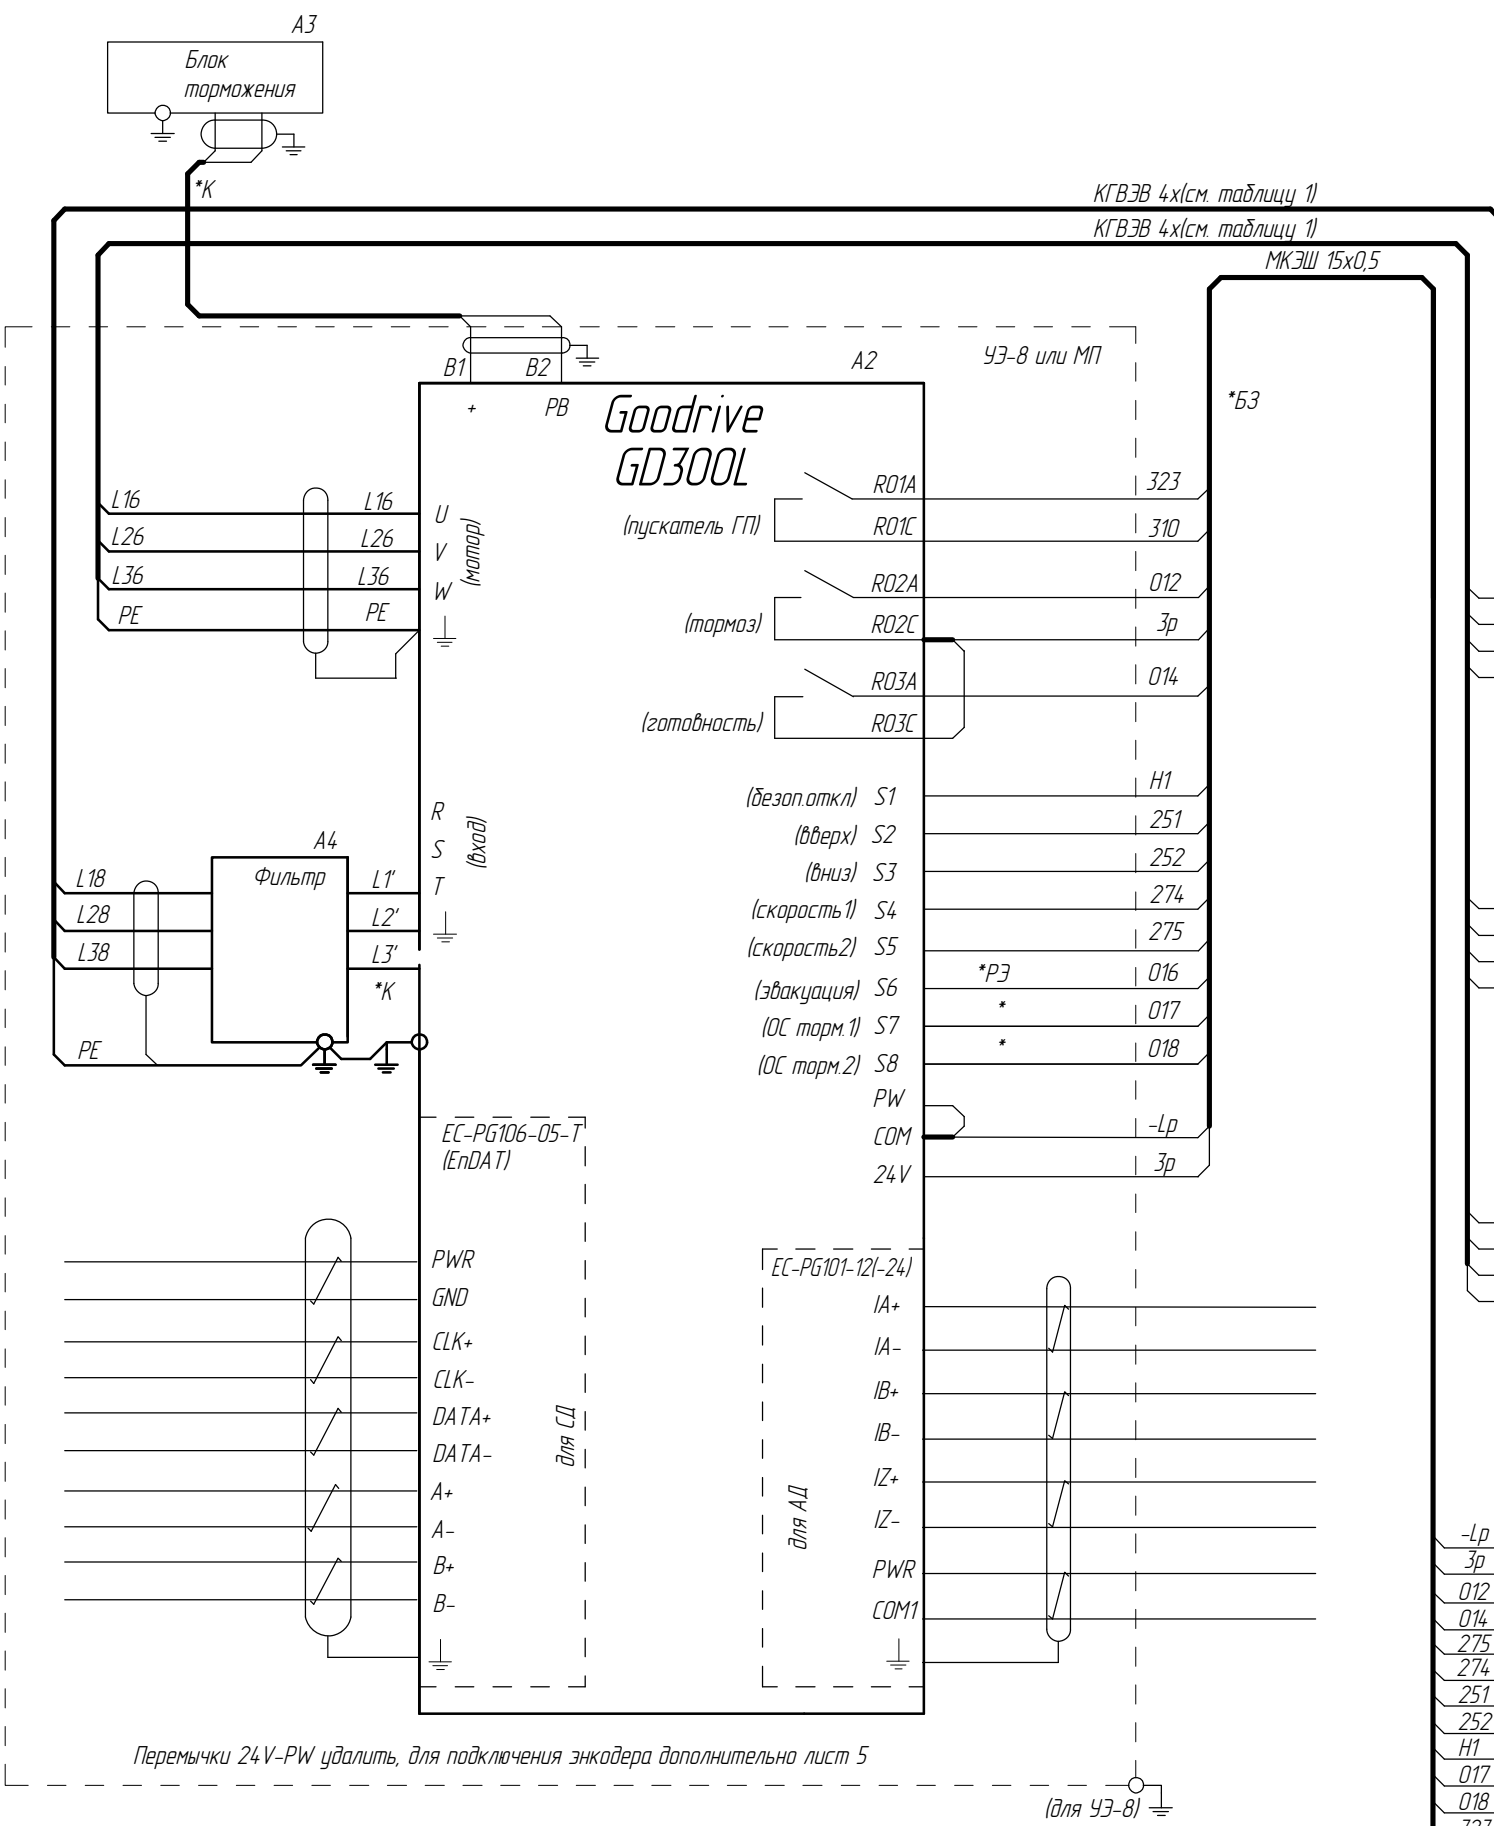 А3
Блок
торможения
*К
КГВЭВ 4х(см. таблицу 1)
КГВЭВ 4х(см. таблицу 1)
МКЭШ 15х0,5
B1
B2
А2
УЭ-8 или МП
*БЗ
+
PB
Goodrive
GD300L
L16
L16
U
L26
L26
V
L36
L36
W
PE
PE
(мотор)
R01A
323
(пускатель ГП)
R01C
310
R02A
012
(тормоз)
R02C
3р
R03A
014
(готовность)
R03C
(безоп.откл)
S1
Н1
(вверх)
S2
251
(вниз)
S3
252
(скорость1)
S4
274
(скорость2)
S5
275
(эвакуация)
S6
*РЭ
016
(ОС торм.1)
S7
*
017
(ОС торм.2)
S8
*
018
PW
COM
-Lр
24V
3р
R
S
T
(вход)
А4
Фильтр
L18
L1'
L28
L2'
L38
L3'
*К
PE
EC-PG106-05-T
(EnDAT)
PWR
GND
CLK+
CLK-
DATA+
DATA-
A+
A-
B+
B-
для СД
EC-PG101-12(-24)
IA+
IA-
IB+
IB-
IZ+
IZ-
PWR
COM1
для АД
-Lр
3р
012
014
275
274
251
252
Н1
017
018
Перемычки 24V-PW удалить, для подключения энкодера дополнительно лист 5
(для УЭ-8)